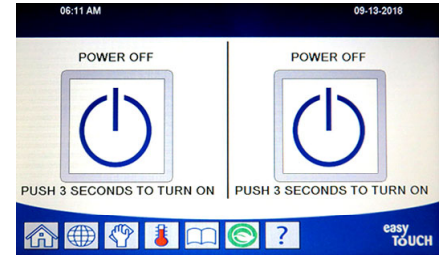 06:11 AM
09-13-2018
POWER OFF
POWER OFF
PUSH 3 SECONDS TO TURN ON
PUSH 3 SECONDS TO TURN ON
?
easy
TOUCH